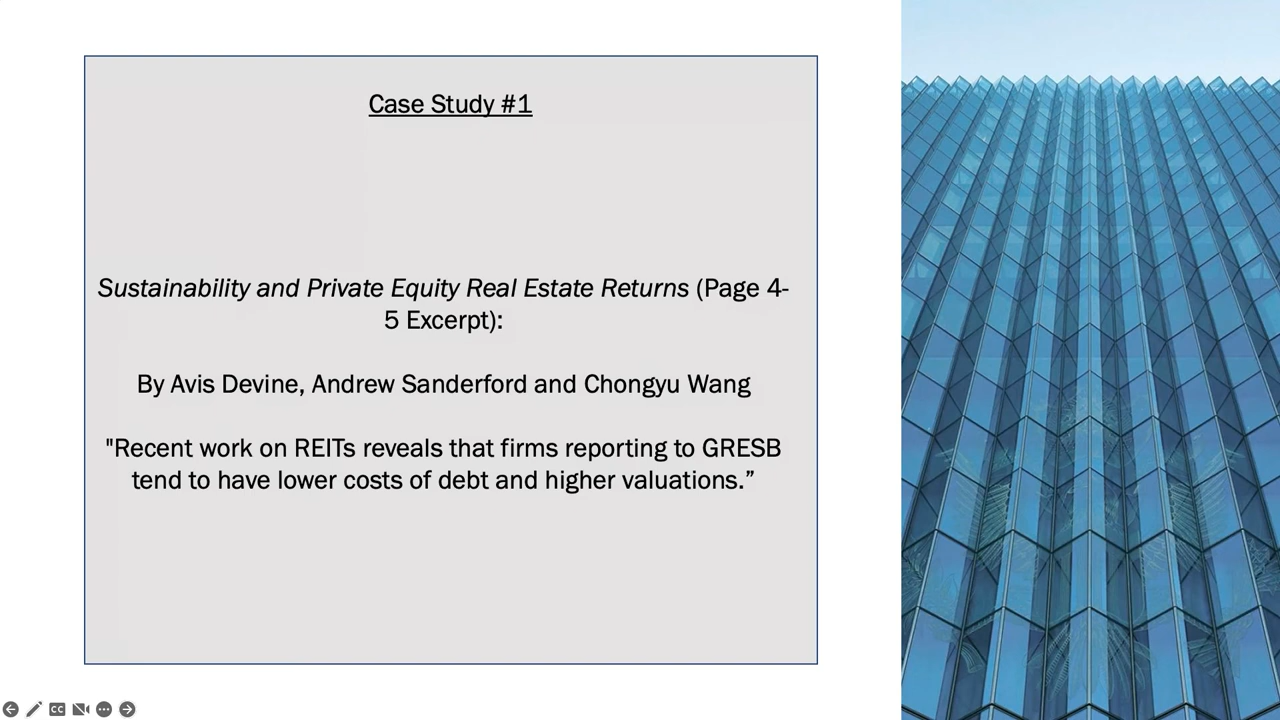 Case Study #1
Sustainability and Private Equity Real Estate Returns (Page 4-
5 Excerpt):
By Avis Devine, Andrew Sanderford and Chongyu Wang
"Recent work on REITs reveals that firms reporting to GRESB
tend to have lower costs of debt and higher valuations.”
CC